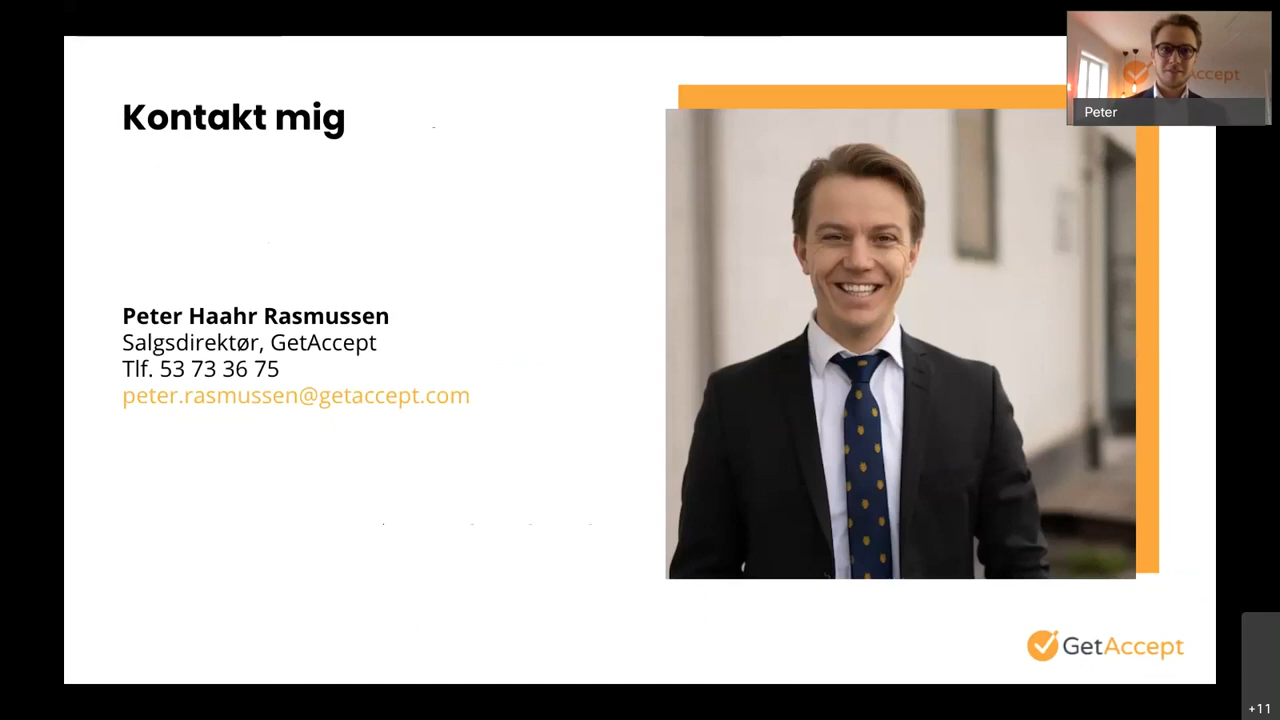 Kontakt mig
Peter Haahr Rasmussen
Salgsdirektør, GetAccept
Tlf. 53 73 36 75
peter.rasmussen@getaccept.com
Accept
Peter
GetAccept
+11